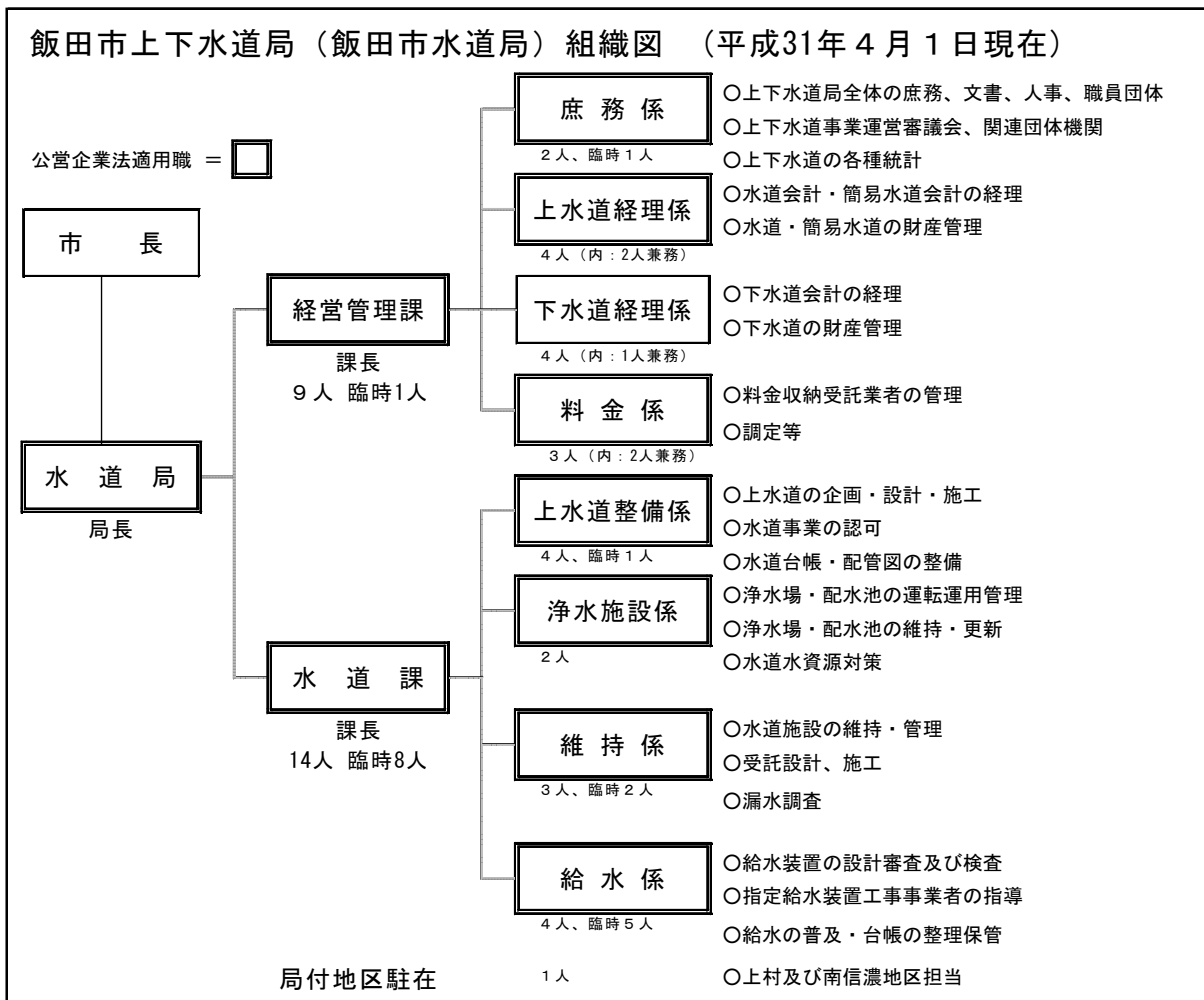 飯田市上下水道局（飯田市水道局）組織図　（平成31年４月１日現在）
公営企業法適用職 ＝
市　　長
水　道　局
局長
経営管理課
課長
９人 臨時1人
庶 務 係
２人、臨時１人
○上下水道局全体の庶務、文書、人事、職員団体
○上下水道事業運営審議会、関連団体機関
○上下水道の各種統計
上水道経理係
４人（内：2人兼務）
○水道会計・簡易水道会計の経理
○水道・簡易水道の財産管理
下水道経理係
４人（内：1人兼務）
○下水道会計の経理
○下水道の財産管理
料 金 係
３人（内：2人兼務）
○料金収納受託業者の管理
○調定等
水　道　課
課長
14人 臨時8人
上水道整備係
４人、臨時１人
○上水道の企画・設計・施工
○水道事業の認可
○水道台帳・配管図の整備
浄水施設係
２人
○浄水場・配水池の運転運用管理
○浄水場・配水池の維持・更新
○水道水資源対策
維 持 係
３人、臨時２人
○水道施設の維持・管理
○受託設計、施工
○漏水調査
給 水 係
４人、臨時５人
○給水装置の設計審査及び検査
○指定給水装置工事事業者の指導
○給水の普及・台帳の整理保管
局付地区駐在
１人
○上村及び南信濃地区担当